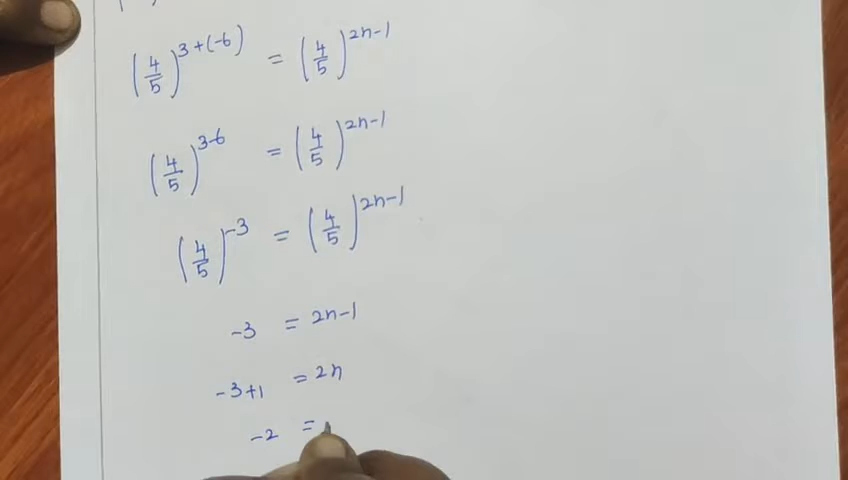 (4/5)^3+(-6) = (4/5)^2n-1
(4/5)^3-6 = (4/5)^2n-1
(4/5)^-3 = (4/5)^2n-1
-3 = 2n-1
-3+1 = 2n
-2 =